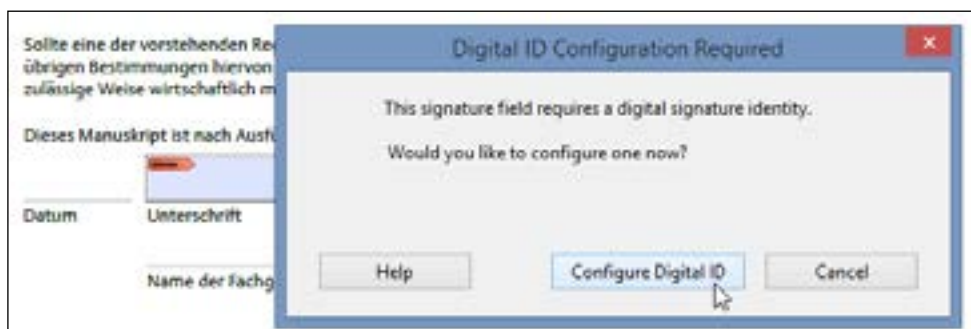 Sollte eine der vorstehenden Re
übrigen Bestimmungen hiervon
zulässige Weise wirtschaftlich m
Dieses Manuskript ist nach Ausfü
Datum
Unterschrift
Name der Fachg
Digital ID Configuration Required
This signature field requires a digital signature identity.
Would you like to configure one now?
Help
Configure Digital ID
Cancel